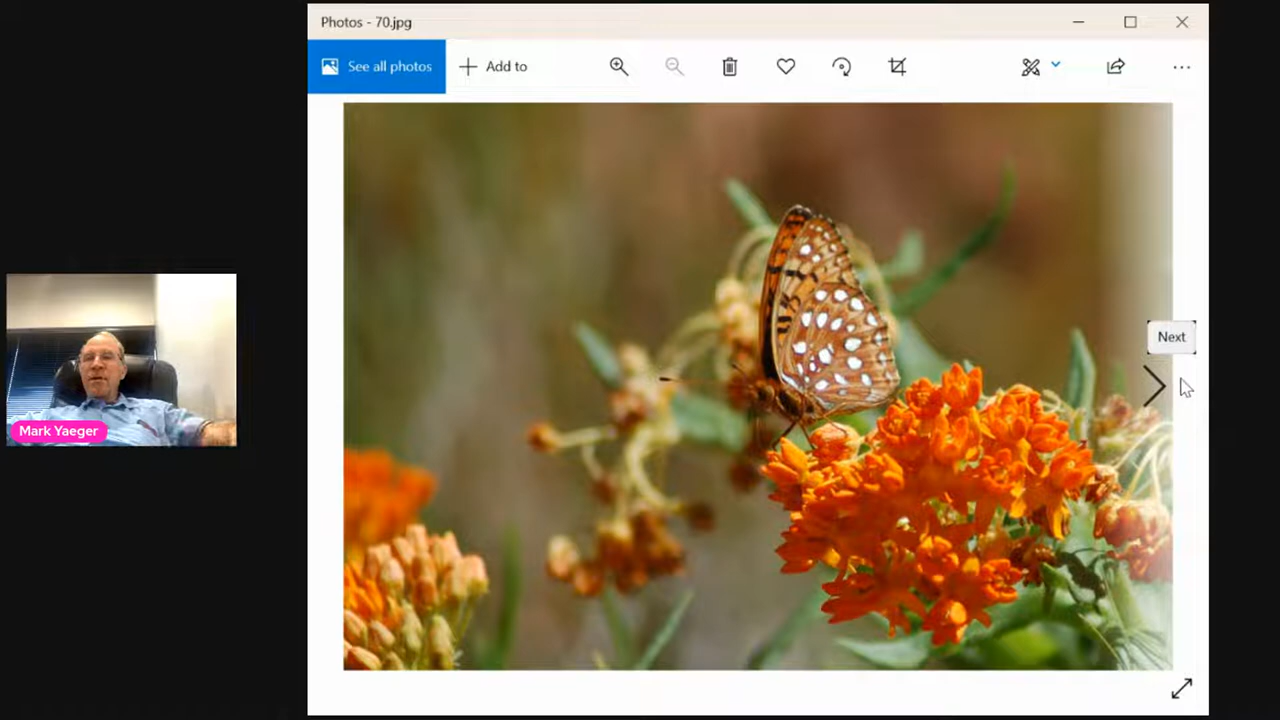 Photos - 70.jpg
See all photos
Add to
Next
Mark Yaeger